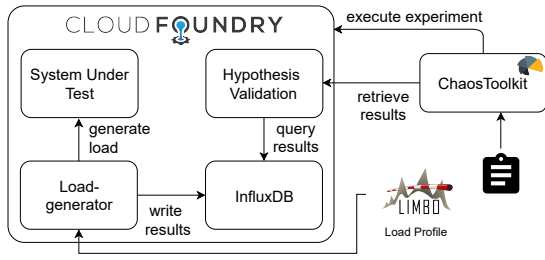 CLOUD FOUNDRY
execute experiment
System Under
Test
Hypothesis
Validation
ChaosToolkit
retrieve
results
generate
load
query
results
Load-
generator
write
results
InfluxDB
LIMBO
Load Profile